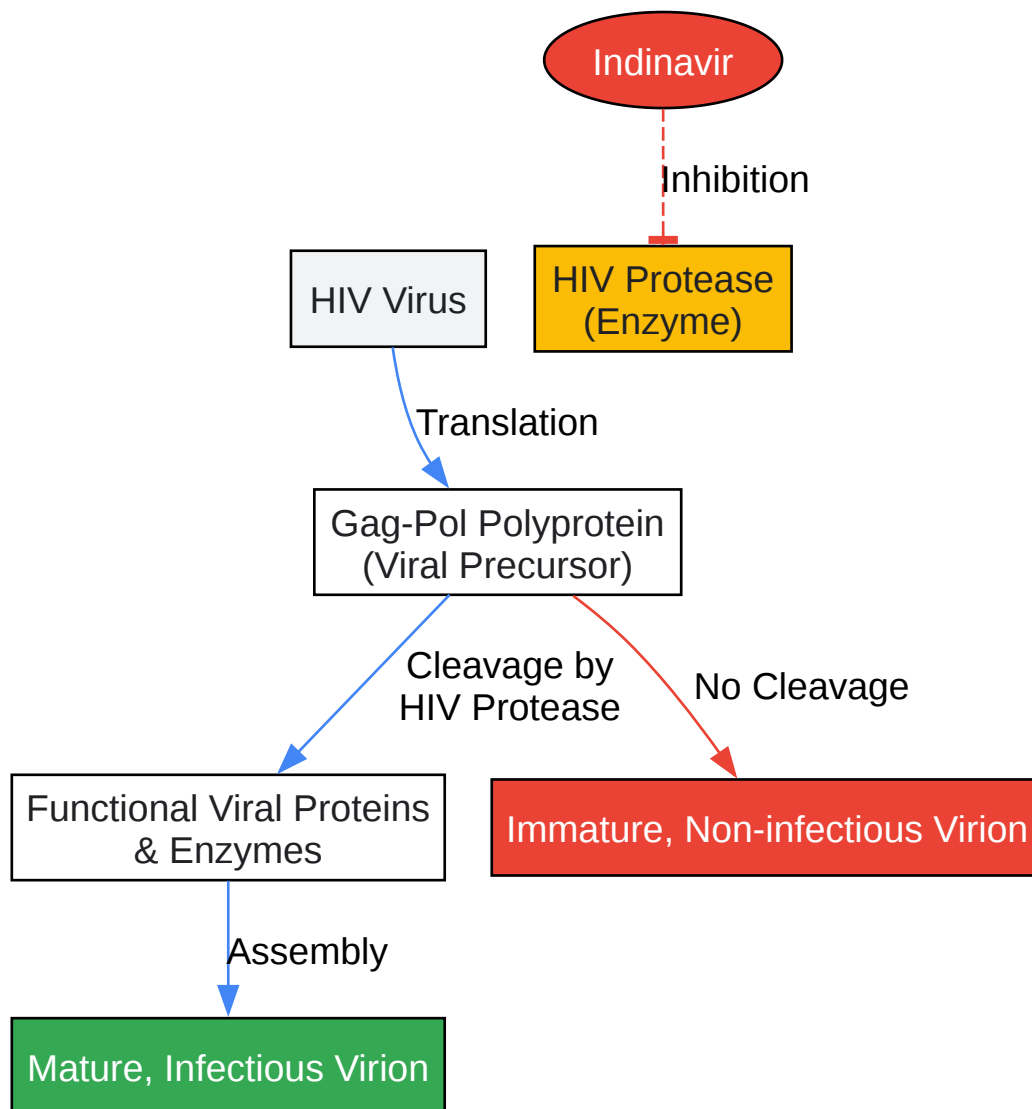 Indinavir
Inhibition
HIV Virus
HIV Protease
(Enzyme)
Translation
Gag-Pol Polyprotein
(Viral Precursor)
Cleavage by
HIV Protease
No Cleavage
Functional Viral Proteins
& Enzymes
Immature, Non-infectious Virion
Assembly
Mature, Infectious Virion